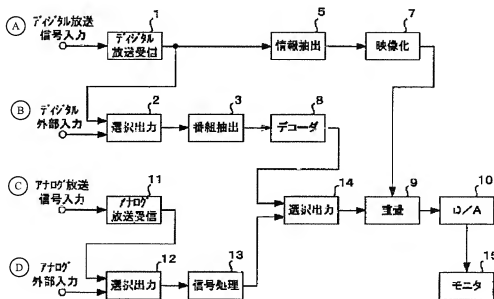 A ディジタル放送
信号入力
1
ディジタル
放送受信
5
情報抽出
7
映像化
B ディジタル
外部入力
2
選択出力
3
番組抽出
8
デコーダ
C アナログ放送
信号入力
11
アナログ
放送受信
14
選択出力
9
重畳
10
D/A
D アナログ
外部入力
12
選択出力
13
信号処理
15
モニタ